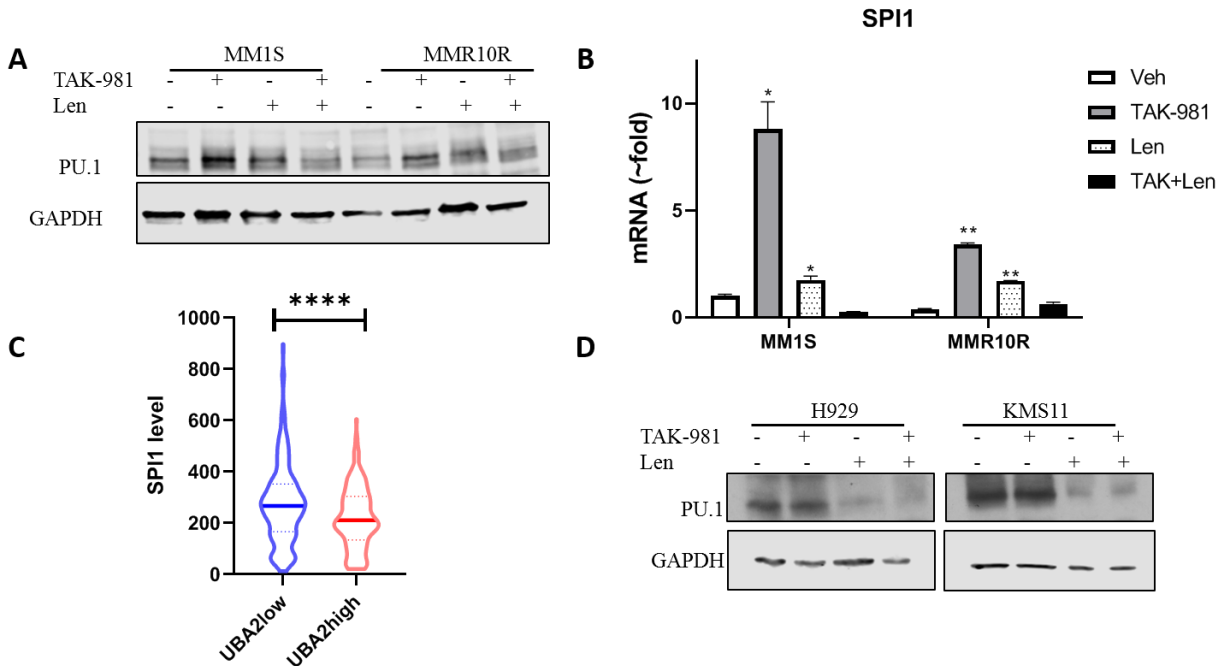 A
MM1S MMR10R
TAK-981 - + - + - + - +
Len - - + + - - + +
PU.1
GAPDH
B
SPI1
mRNA (~fold)
10
5
0
* * ** **
MM1S MMR10R
Veh
TAK-981
Len
TAK+Len
C
****
SPI1 level
1000
800
600
400
200
0
UBA2low UBA2high
D
H929 KMS11
TAK-981 - + - + - + - +
Len - - + + - - + +
PU.1
GAPDH